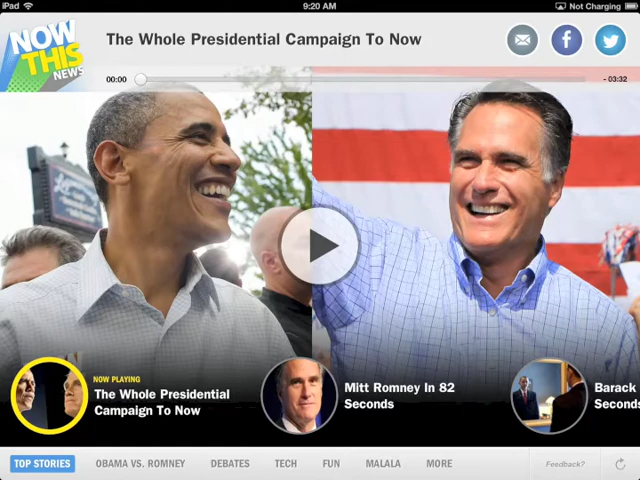 iPad
9:20 AM
Not Charging
NOW
THIS
NEWS
The Whole Presidential Campaign To Now
00:00
- 03:32
NOW PLAYING
The Whole Presidential
Campaign To Now
Mitt Romney In 82
Seconds
Barack
Seconds
TOP STORIES
OBAMA VS. ROMNEY
DEBATES
TECH
FUN
MALALA
MORE
Feedback?